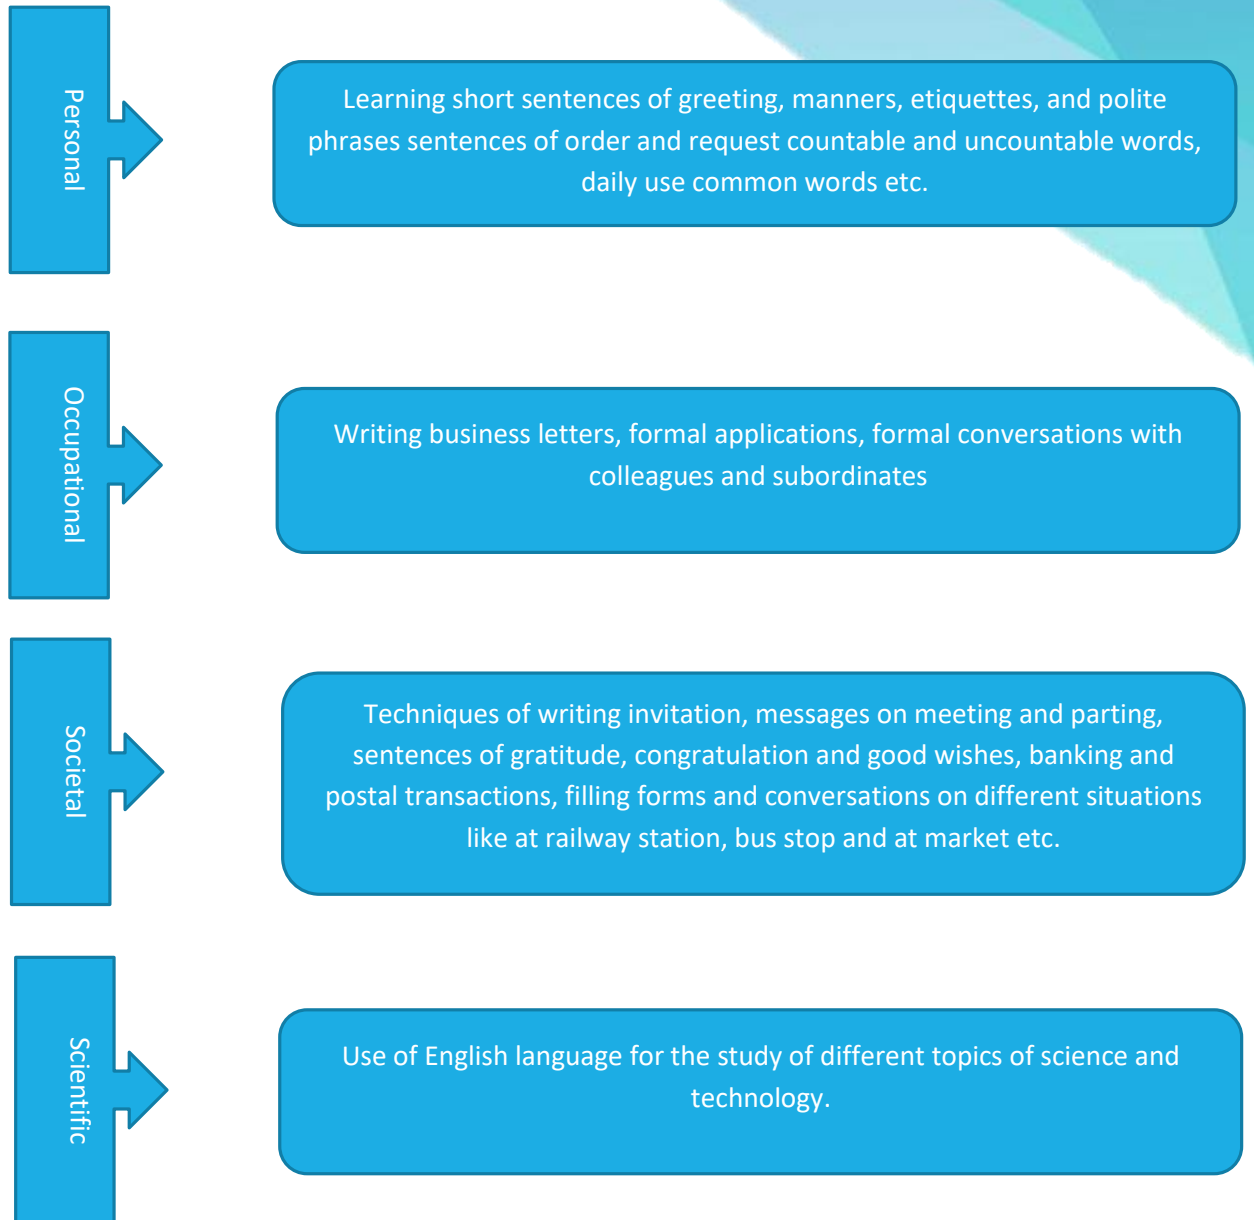 Personal
Learning short sentences of greeting, manners, etiquettes, and polite
phrases sentences of order and request countable and uncountable words,
daily use common words etc.
Occupational
Writing business letters, formal applications, formal conversations with
colleagues and subordinates
Societal
Techniques of writing invitation, messages on meeting and parting,
sentences of gratitude, congratulation and good wishes, banking and
postal transactions, filling forms and conversations on different situations
like at railway station, bus stop and at market etc.
Scientific
Use of English language for the study of different topics of science and
technology.